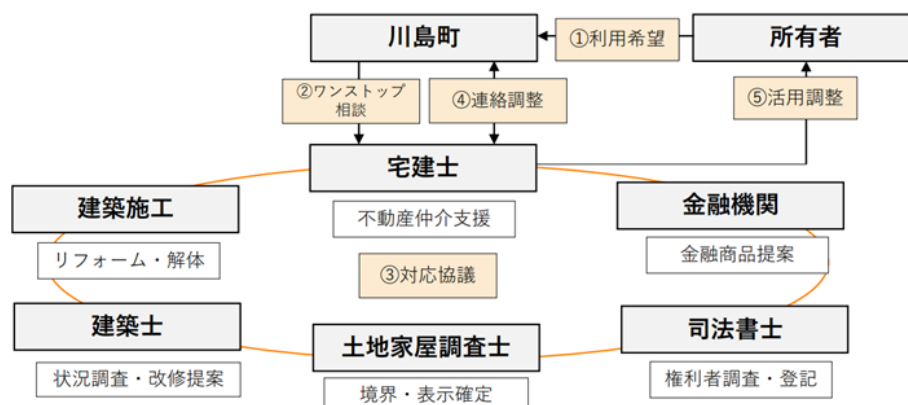 川島町
①利用希望
所有者
②ワンストップ
相談
④連絡調整
⑤活用調整
宅建士
不動産仲介支援
建築施工
リフォーム・解体
金融機関
金融商品提案
③対応協議
建築士
状況調査・改修提案
土地家屋調査士
境界・表示確定
司法書士
権利者調査・登記